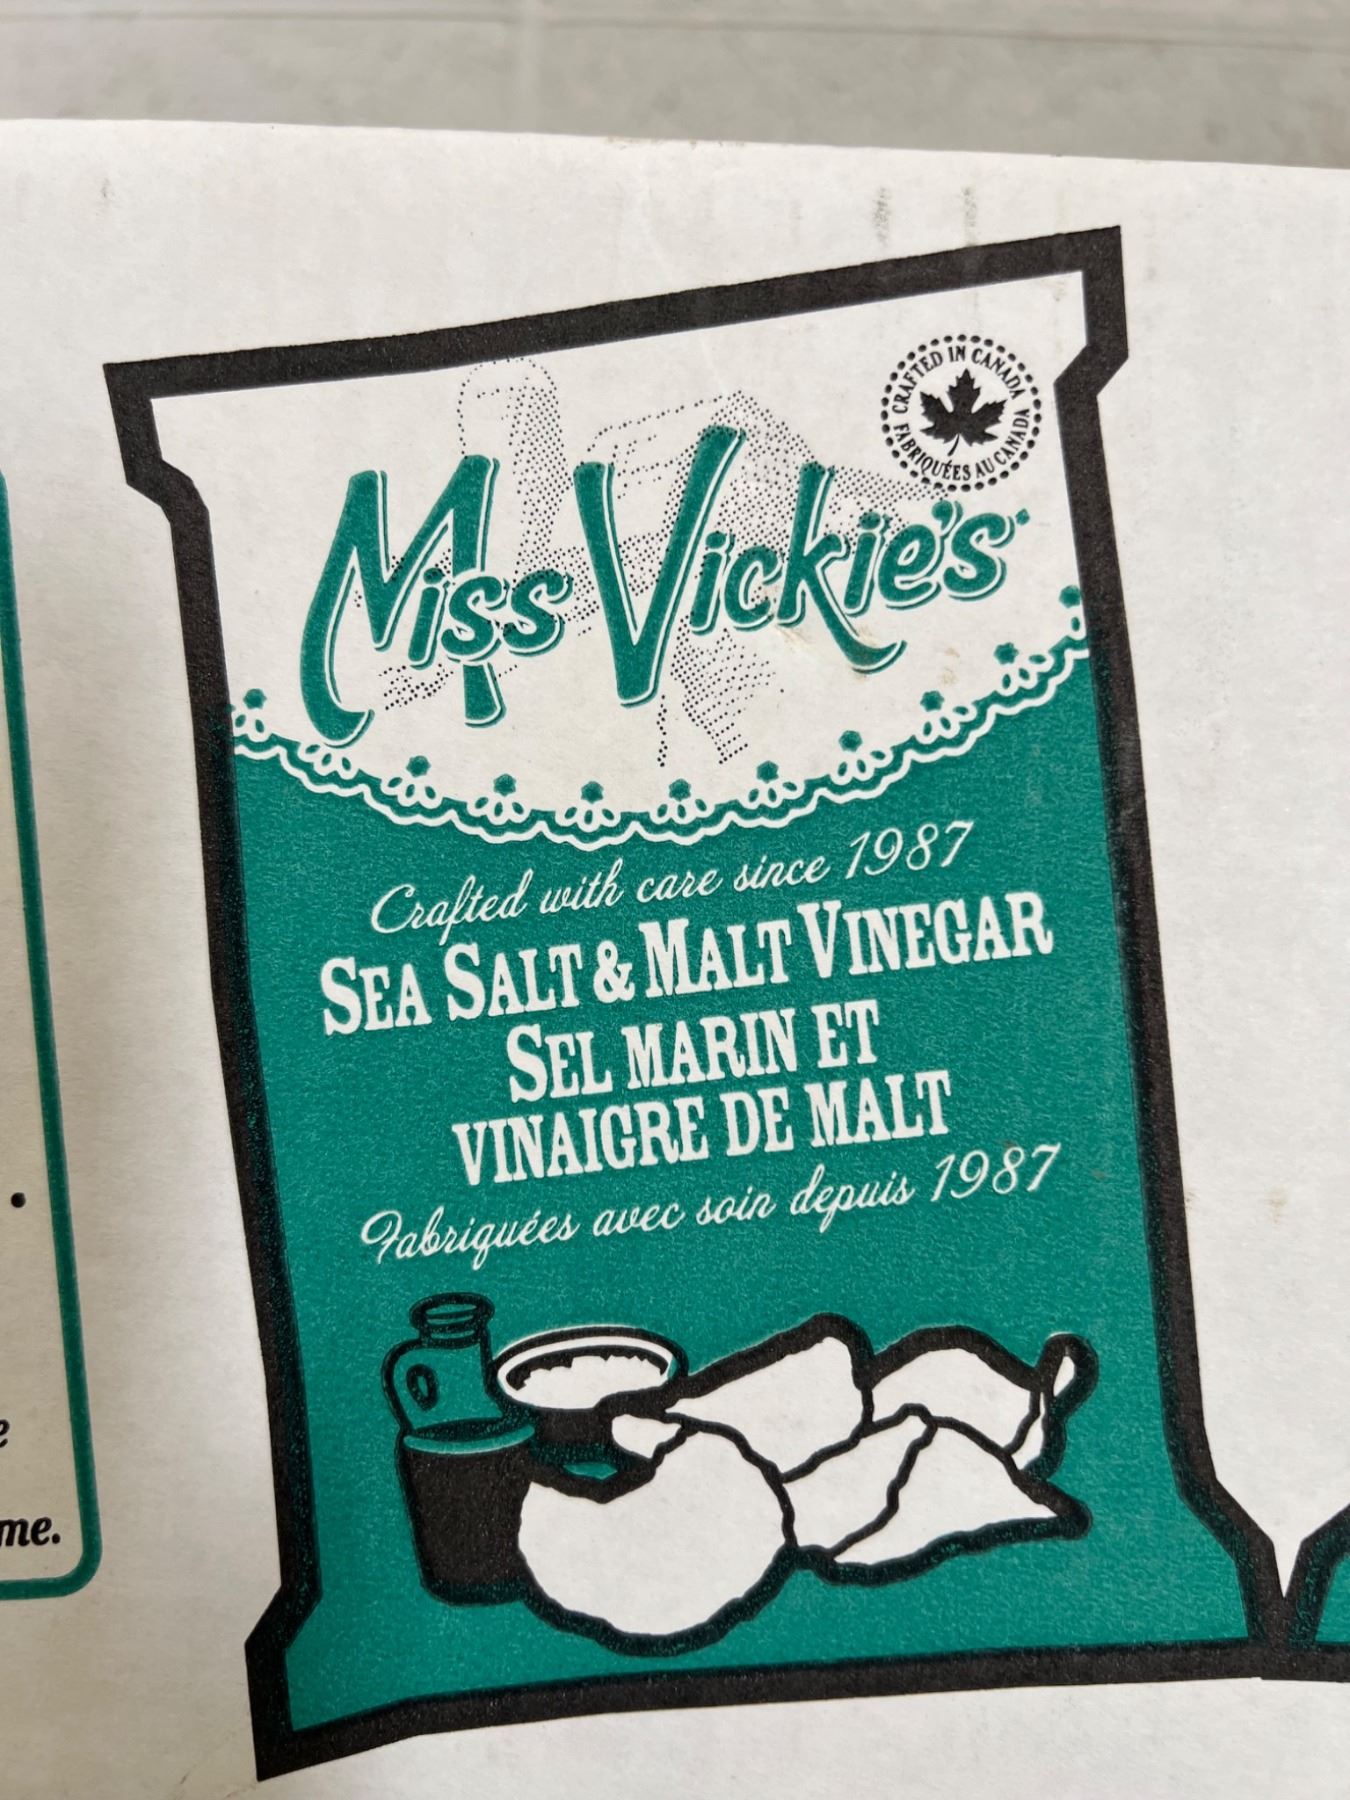 CRAFTED IN CANADA
FABRIQUÉES AU CANADA
Miss Vickie's
Crafted with care since 1987
SEA SALT & MALT VINEGAR
SEL MARIN ET
VINAIGRE DE MALT
Fabriquées avec soin depuis 1987